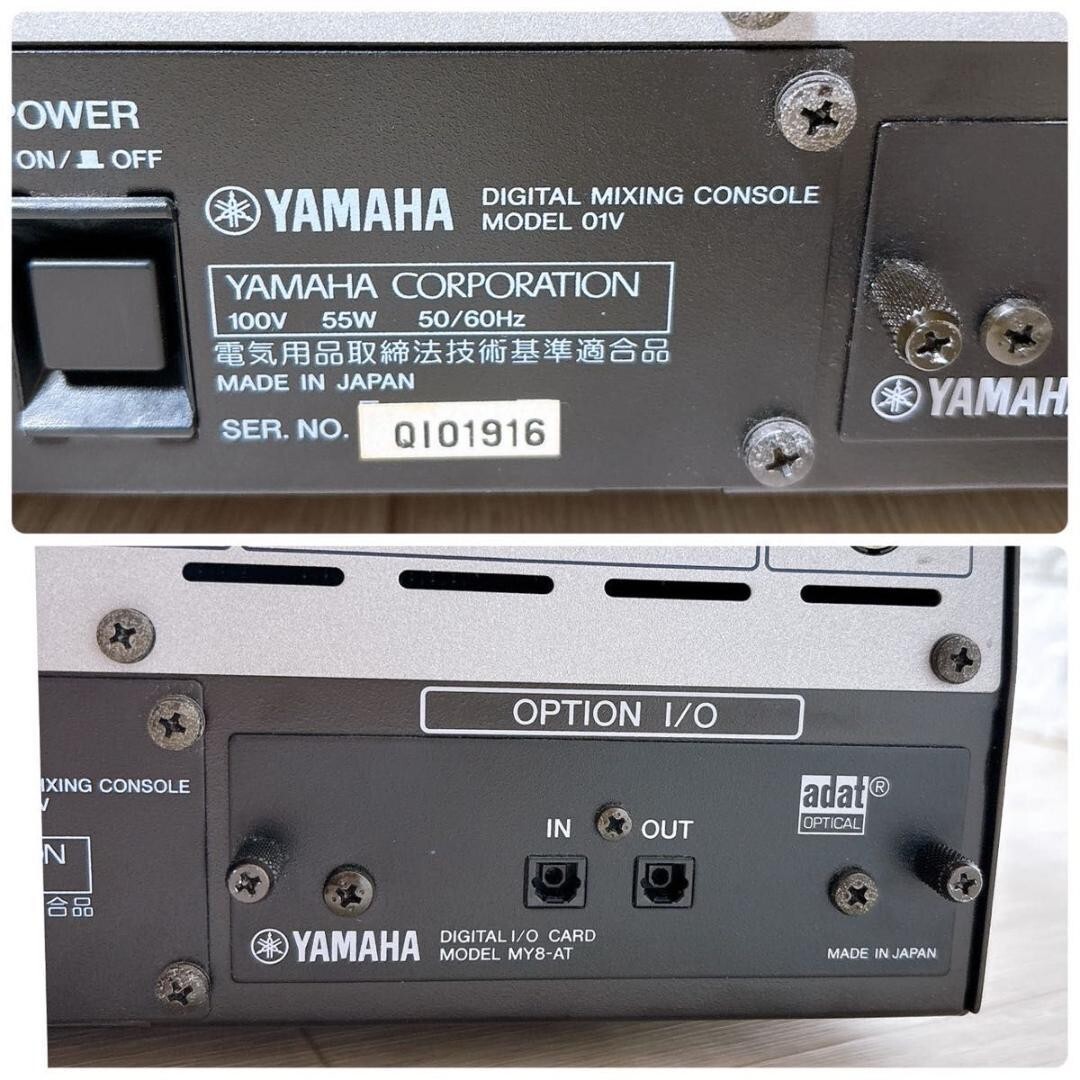 POWER
ON / OFF
YAMAHA DIGITAL MIXING CONSOLE
MODEL 01V
YAMAHA CORPORATION
100V 55W 50/60Hz
電気用品取締法技術基準適合品
MADE IN JAPAN
SER. NO. QI01916
YAMAHA
OPTION I/O
IXING CONSOLE
V
ON
合品
IN OUT
adat®
OPTICAL
YAMAHA DIGITAL I/O CARD
MODEL MY8-AT
MADE IN JAPAN